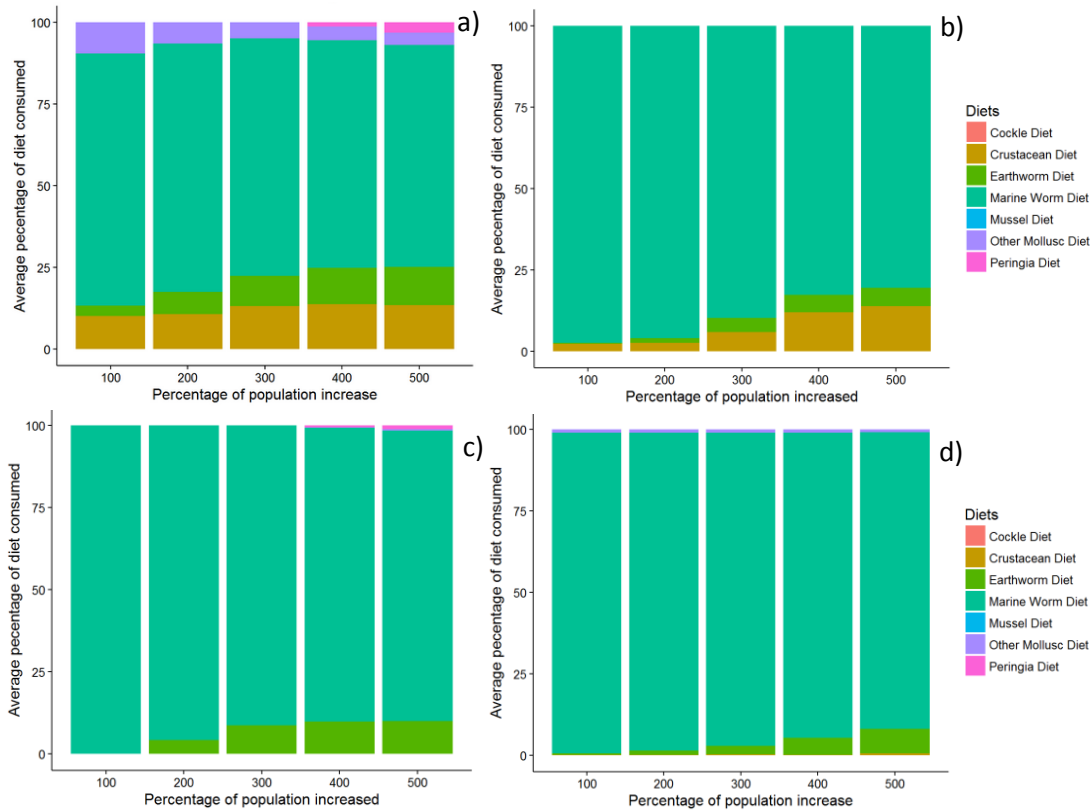 a)
Average pecentage of diet consumed
100
75
50
25
0
100 200 300 400 500
Percentage of population increase
b)
Average pecentage of diet consumed
100
75
50
25
0
100 200 300 400 500
Percentage of population increased
Diets
Cockle Diet
Crustacean Diet
Earthworm Diet
Marine Worm Diet
Mussel Diet
Other Mollusc Diet
Peringia Diet
c)
Average pecentage of diet consumed
100
75
50
25
0
100 200 300 400 500
Percentage of population increased
d)
Average pecentage of diet consumed
100
75
50
25
0
100 200 300 400 500
Percentage of population increased
Diets
Cockle Diet
Crustacean Diet
Earthworm Diet
Marine Worm Diet
Mussel Diet
Other Mollusc Diet
Peringia Diet